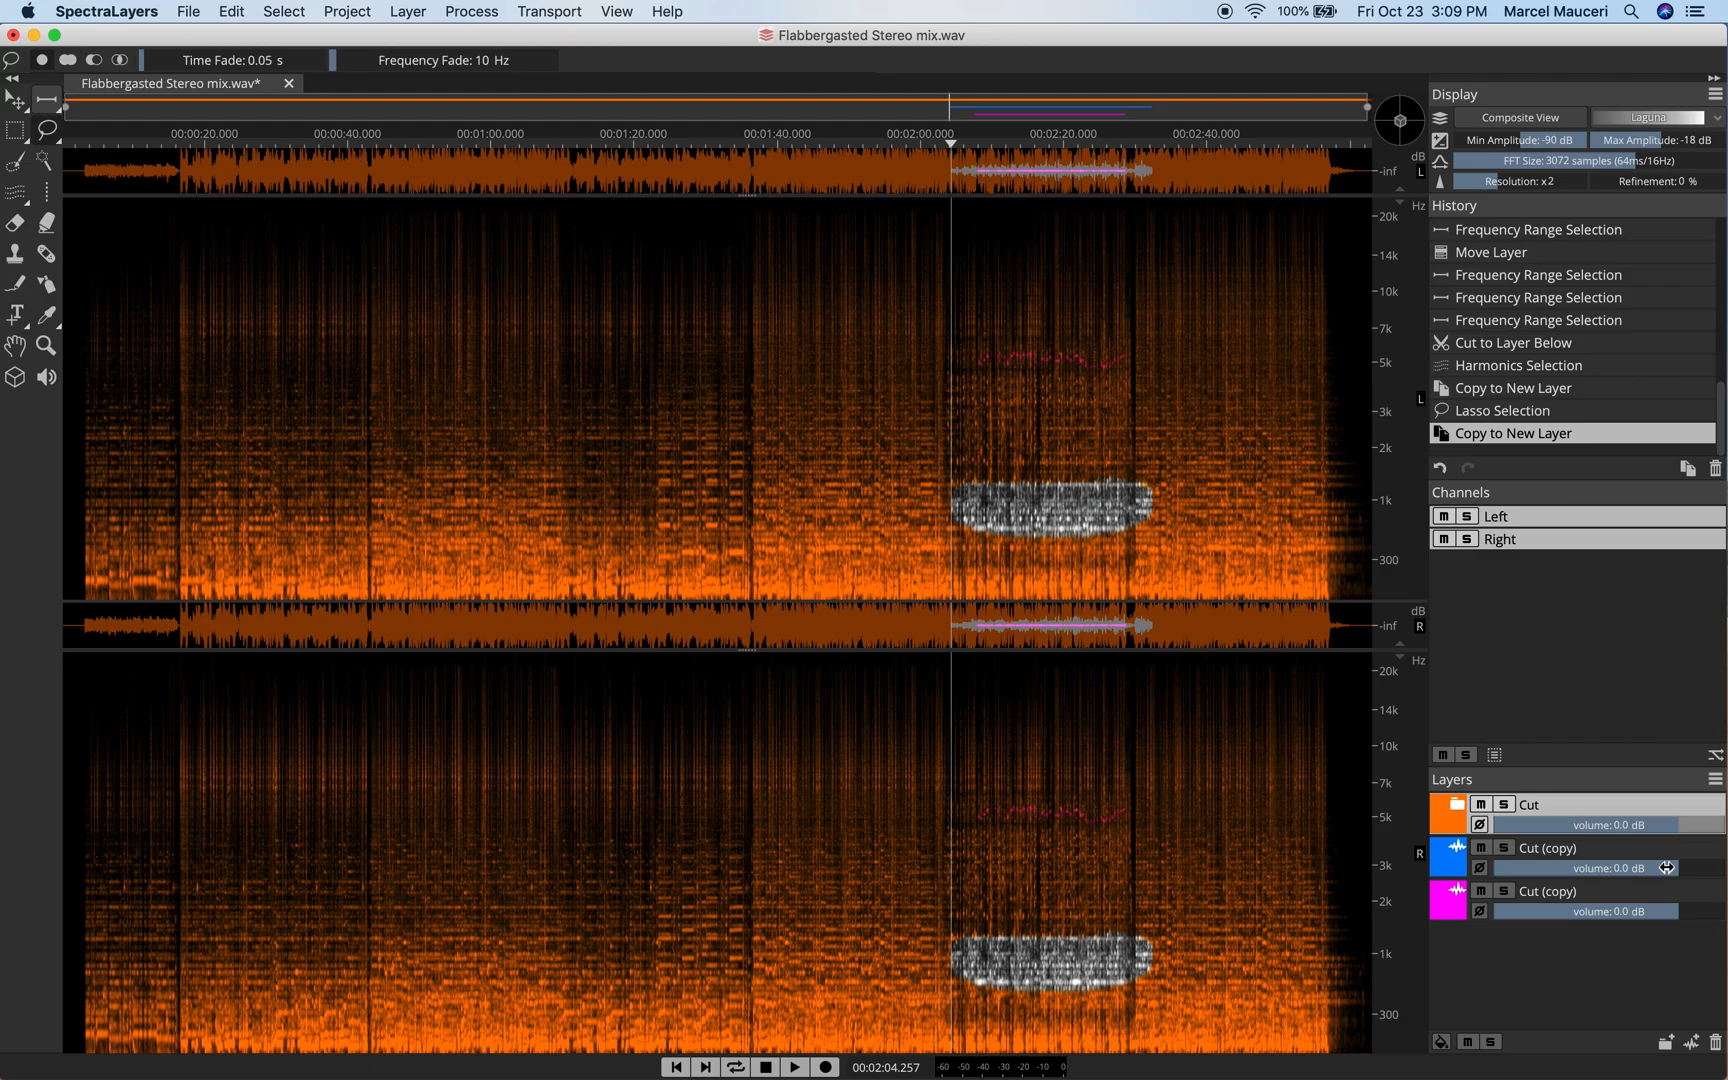 SpectraLayers File Edit Select Project Layer Process Transport View Help 100% Fri Oct 23 3:09 PM Marcel Mauceri
Flabbergasted Stereo mix.wav
Time Fade: 0.05 s Frequency Fade: 10 Hz
Flabbergasted Stereo mix.wav*
00:00:20.000 00:00:40.000 00:01:00.000 00:01:20.000 00:01:40.000 00:02:00.000 00:02:20.000 00:02:40.000
dB
-inf L
Hz
20k
14k
10k
7k
5k
3k
L
2k
1k
300
dB
-inf R
Hz
20k
14k
10k
7k
5k
3k
R
2k
1k
300
Display
Composite View Laguna
Min Amplitude: -90 dB Max Amplitude: -18 dB
FFT Size: 3072 samples (64ms/16Hz)
Resolution: x2 Refinement: 0 %
History
Frequency Range Selection
Move Layer
Frequency Range Selection
Frequency Range Selection
Frequency Range Selection
Cut to Layer Below
Harmonics Selection
Copy to New Layer
Lasso Selection
Copy to New Layer
Channels
m s Left
m s Right
m s
Layers
m s Cut
volume: 0.0 dB
m s Cut (copy)
volume: 0.0 dB
m s Cut (copy)
volume: 0.0 dB
m s
00:02:04.257 -60 -50 -40 -30 -20 -10 0